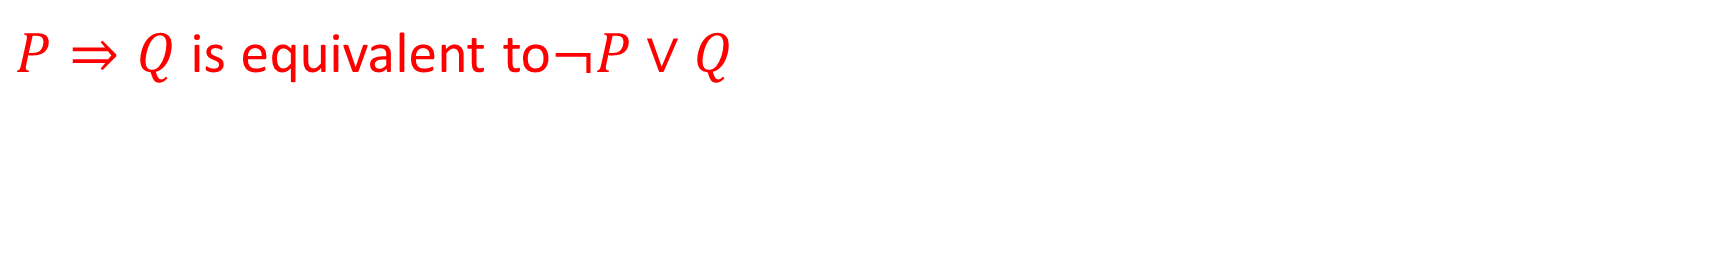 P ⇒ Q is equivalent to¬P ∨ Q